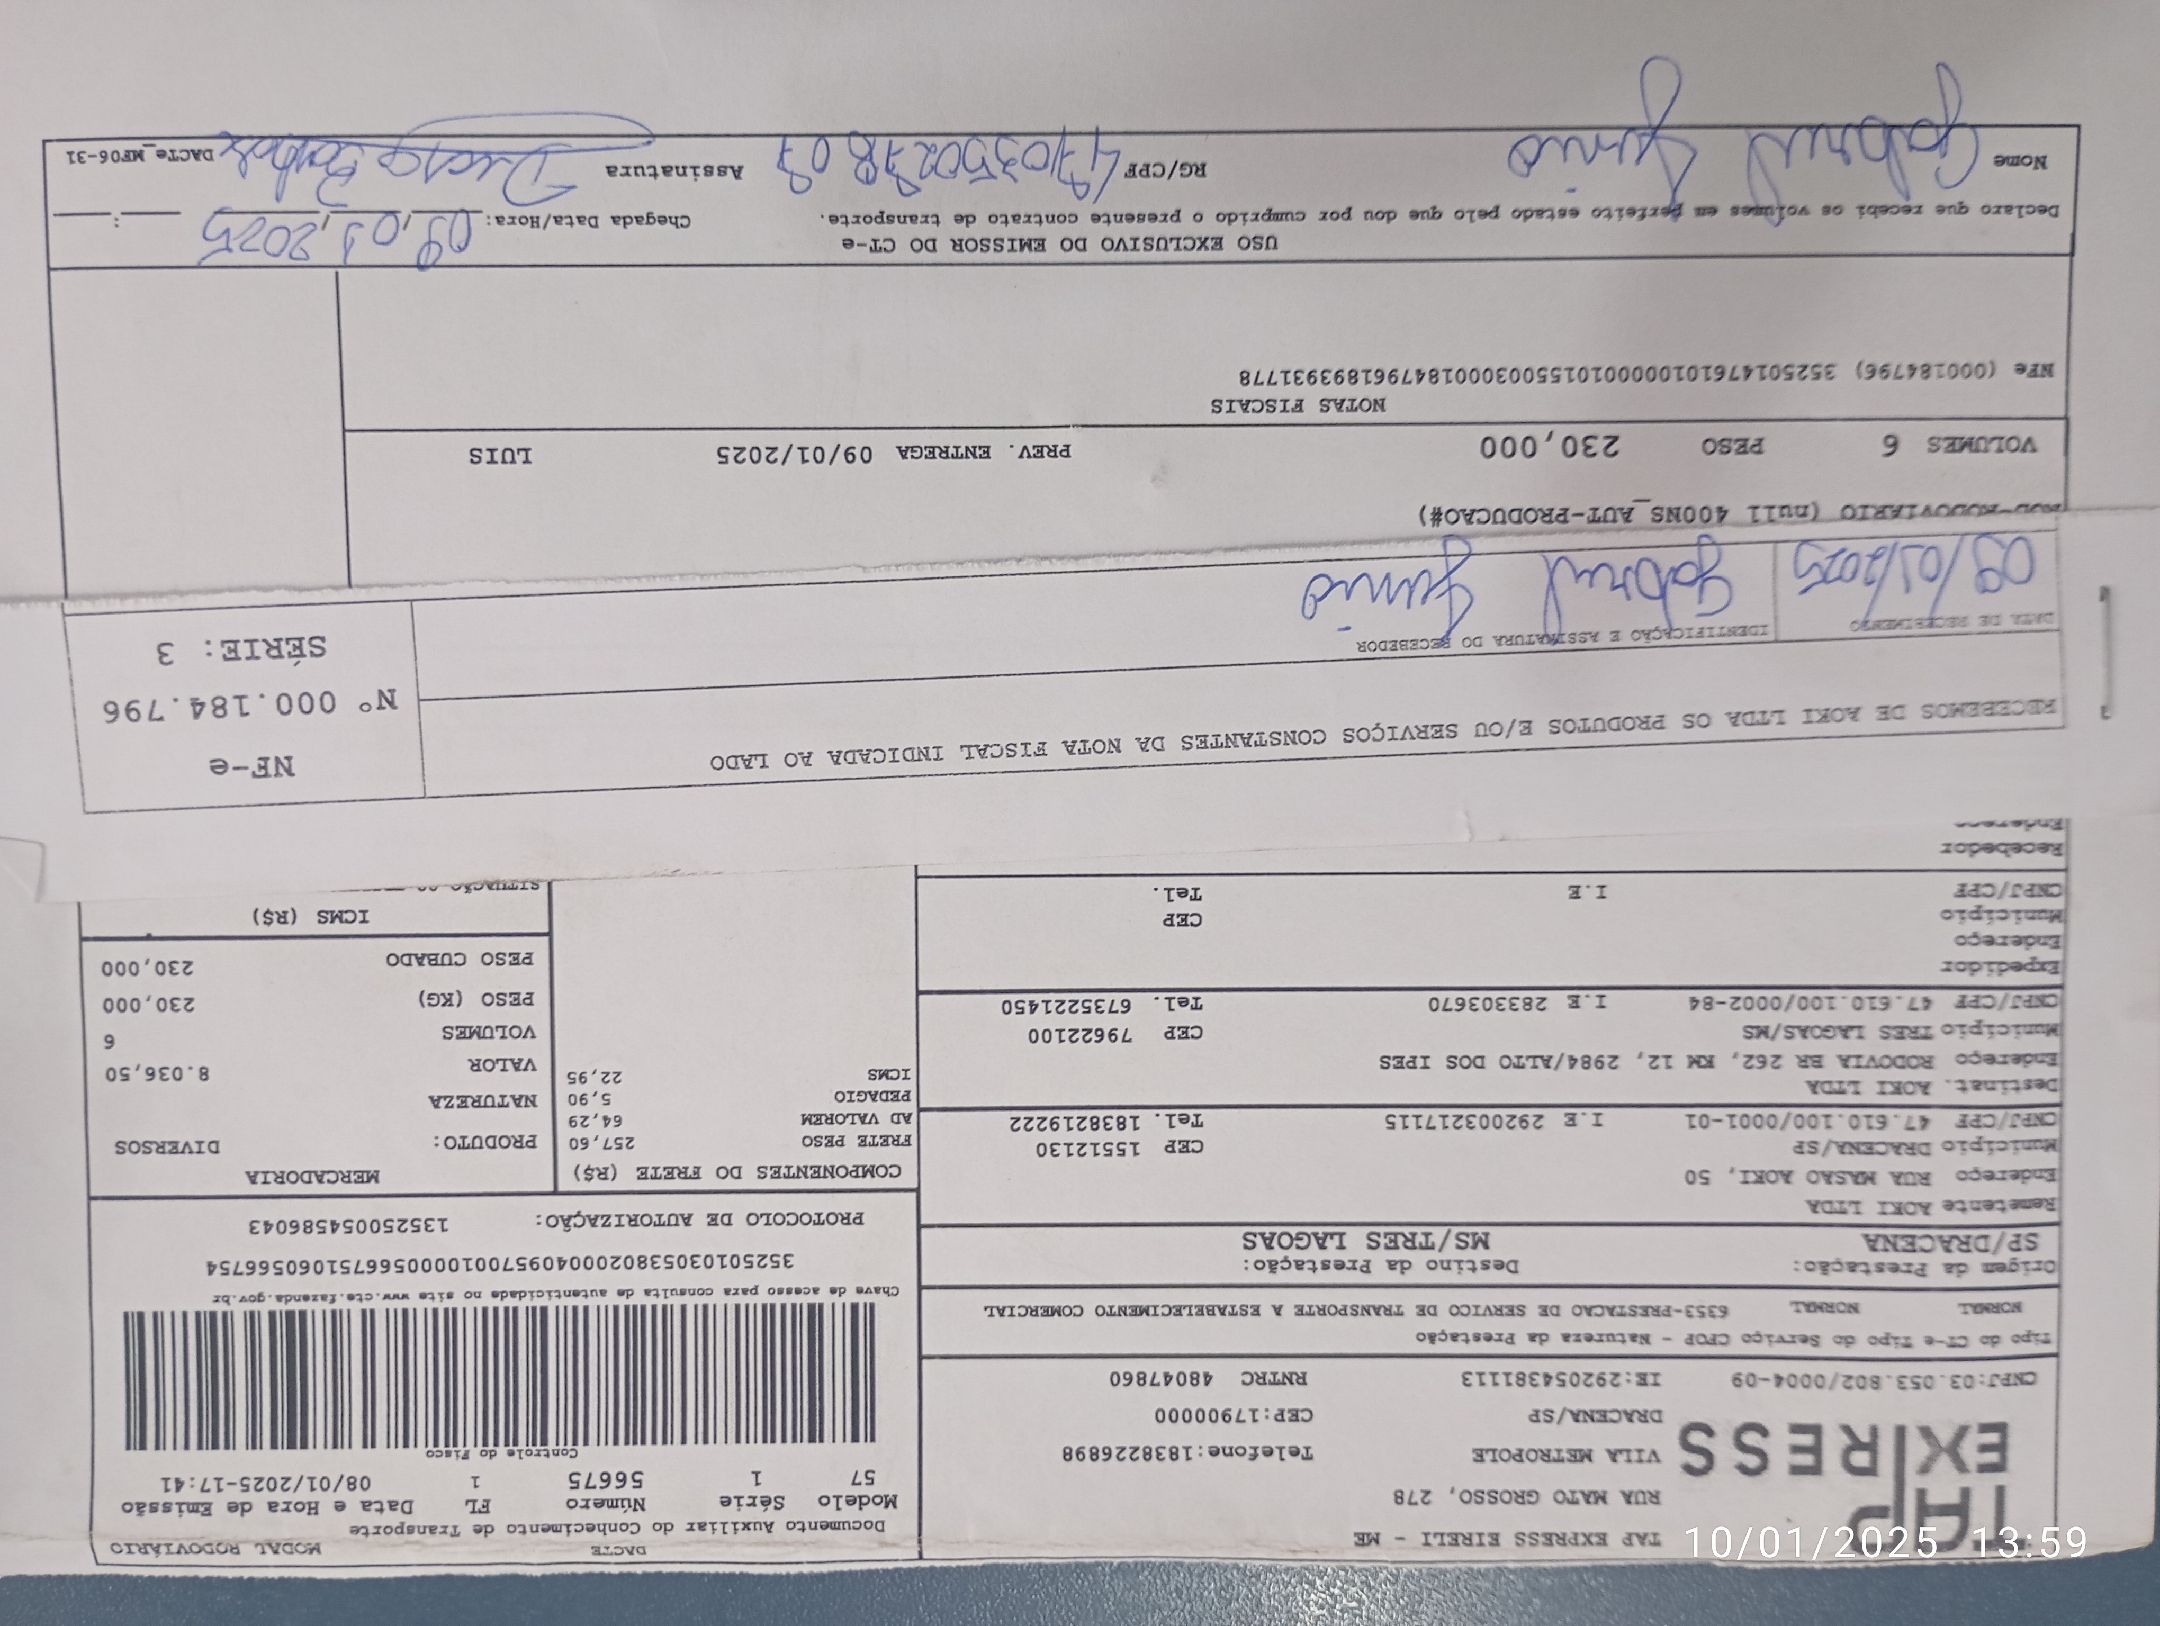 TAP
EXPRESS
TAP EXPRESS EIRELI - ME
RUA MATO GROSSO, 278
VILA METROPOLE Telefone:1838226898
DRACENA/SP CEP:17900000
CNPJ:03.053.802/0004-09 IE:292054381113 RNTRC 48047860
DACTE MODAL RODOVIÁRIO
Documento Auxiliar do Conhecimento de Transporte
Modelo Série Número FL Data e Hora de Emissão
57 1 56675 1 08/01/2025-17:41
Controle do Fisco
Chave de acesso para consulta de autenticidade no site www.cte.fazenda.gov.br
35250103053802000409570010000566751060566754
PROTOCOLO DE AUTORIZAÇÃO: 135250054586043
Tipo do CT-e Tipo do Serviço CFOP - Natureza da Prestação
NORMAL NORMAL 6353-PRESTACAO DE SERVICO DE TRANSPORTE A ESTABELECIMENTO COMERCIAL
Origem da Prestação: Destino da Prestação:
SP/DRACENA MS/TRES LAGOAS
Remetente AOKI LTDA
Endereço RUA MASAO AOKI, 50
Município DRACENA/SP CEP 15512130
CNPJ/CPF 47.610.100/0001-01 I.E 292003217115 Tel. 1838219222
Destinat. AOKI LTDA
Endereço RODOVIA BR 262, KM 12, 2984/ALTO DOS IPES
Município TRES LAGOAS/MS CEP 79622100
CNPJ/CPF 47.610.100/0002-84 I.E 283303670 Tel. 6735221450
Expedidor
Endereço
Município CEP
CNPJ/CPF I.E Tel.
Recebedor
Endereço
COMPONENTES DO FRETE (R$)
FRETE PESO 257,60
AD VALOREM 64,29
PEDAGIO 5,90
ICMS 22,95
MERCADORIA
PRODUTO: DIVERSOS
NATUREZA
VALOR 8.036,50
VOLUMES 6
PESO (KG) 230,000
PESO CUBADO 230,000
ICMS (R$)
RECEBEMOS DE AOKI LTDA OS PRODUTOS E/OU SERVIÇOS CONSTANTES DA NOTA FISCAL INDICADA AO LADO
NF-e
Nº 000.184.796
SÉRIE: 3
DATA DE RECEBIMENTO IDENTIFICAÇÃO E ASSINATURA DO RECEBEDOR
09/01/2025 Gabriel Junio
RODOVIARIO (null 400NS_AUT-PRODUCAO#)
VOLUMES 6 PESO 230,000 PREV. ENTREGA 09/01/2025 LUIS
NOTAS FISCAIS
NFe (000184796) 35250147610100000101550030001847961893931778
USO EXCLUSIVO DO EMISSOR DO CT-e
Declaro que recebi os volumes em perfeito estado pelo que dou por cumprido o presente contrato de transporte. Chegada Data/Hora: 09,01,2025 :
Nome Gabriel Junio RG/CPF Assinatura DACTe_MF06-31
10/01/2025 13:59